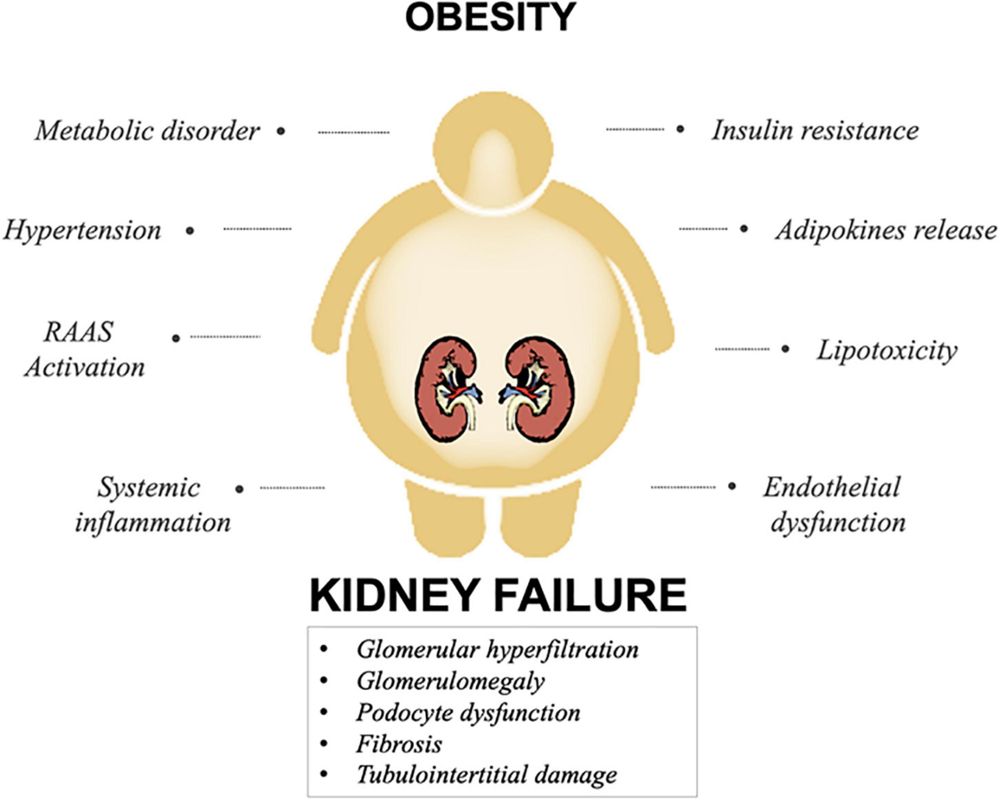 OBESITY
Metabolic disorder •
• Insulin resistance
Hypertension •
• Adipokines release
RAAS •
Activation
• Lipotoxicity
Systemic •
inflammation
• Endothelial
dysfunction
KIDNEY FAILURE
• Glomerular hyperfiltration
• Glomerulomegaly
• Podocyte dysfunction
• Fibrosis
• Tubulointertitial damage